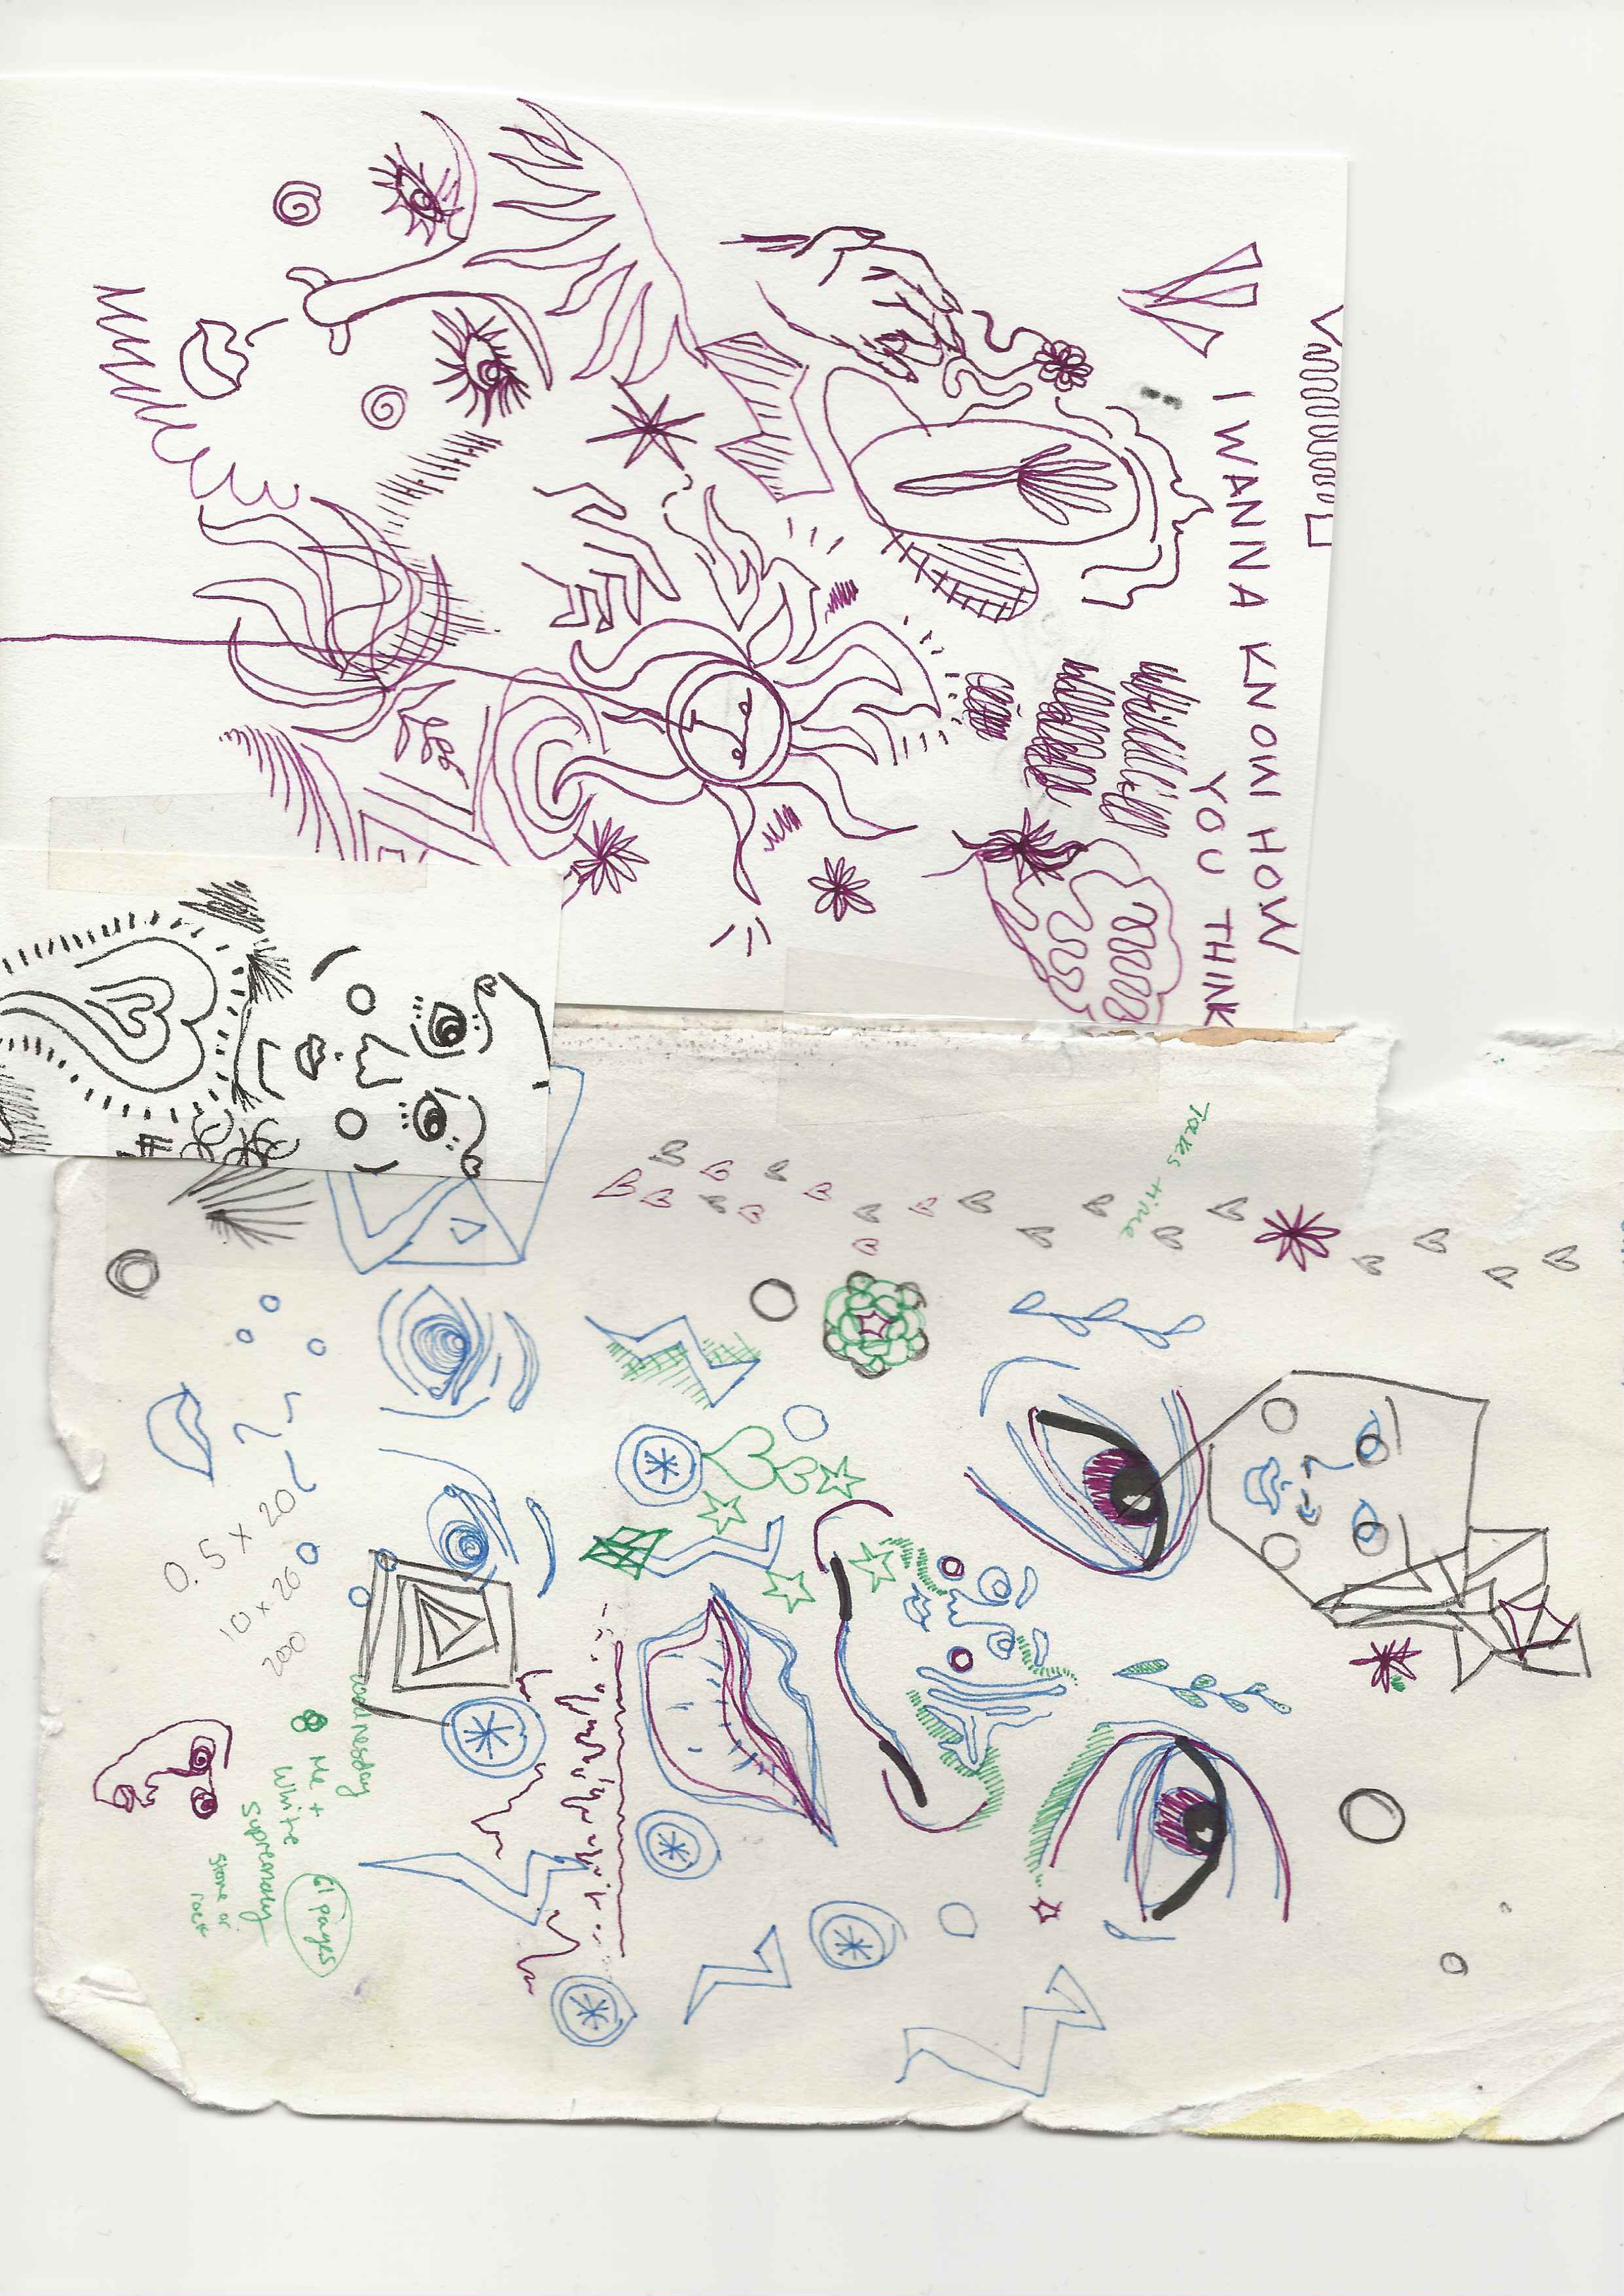 I WANNA KNOW HOW
YOU THINK
Takes time
0.5 x 20
10 x 20
200
wednesday
Me +
White
Supremacy
stone or
rock
61 pages